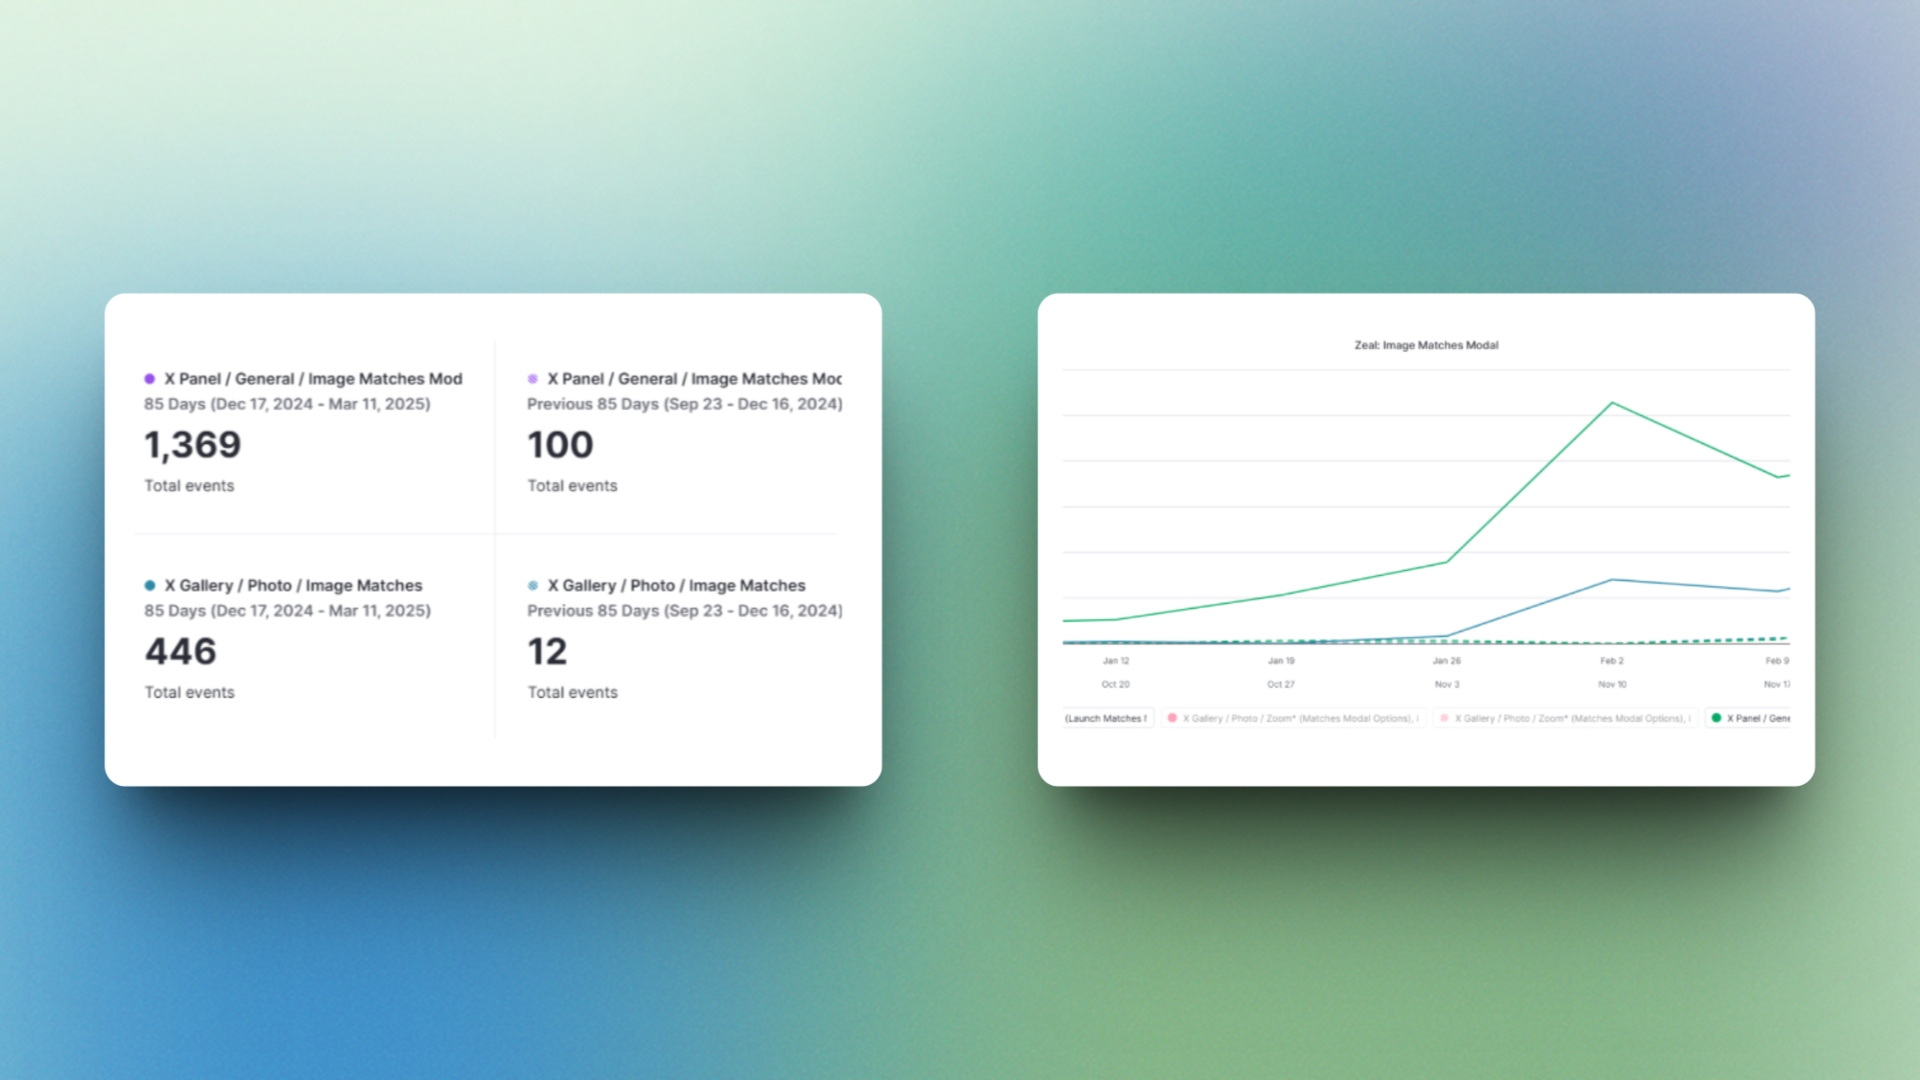 X Panel / General / Image Matches Mod
85 Days (Dec 17, 2024 - Mar 11, 2025)
1,369
Total events
X Panel / General / Image Matches Moc
Previous 85 Days (Sep 23 - Dec 16, 2024)
100
Total events
X Gallery / Photo / Image Matches
85 Days (Dec 17, 2024 - Mar 11, 2025)
446
Total events
X Gallery / Photo / Image Matches
Previous 85 Days (Sep 23 - Dec 16, 2024)
12
Total events
Zeal: Image Matches Modal
Jan 12 Jan 19 Jan 26 Feb 2 Feb 9
Oct 20 Oct 27 Nov 3 Nov 10 Nov 17
(Launch Matches X Gallery / Photo / Zoom* (Matches Modal Options), X Gallery / Photo / Zoom* (Matches Modal Options), X Panel / Gene